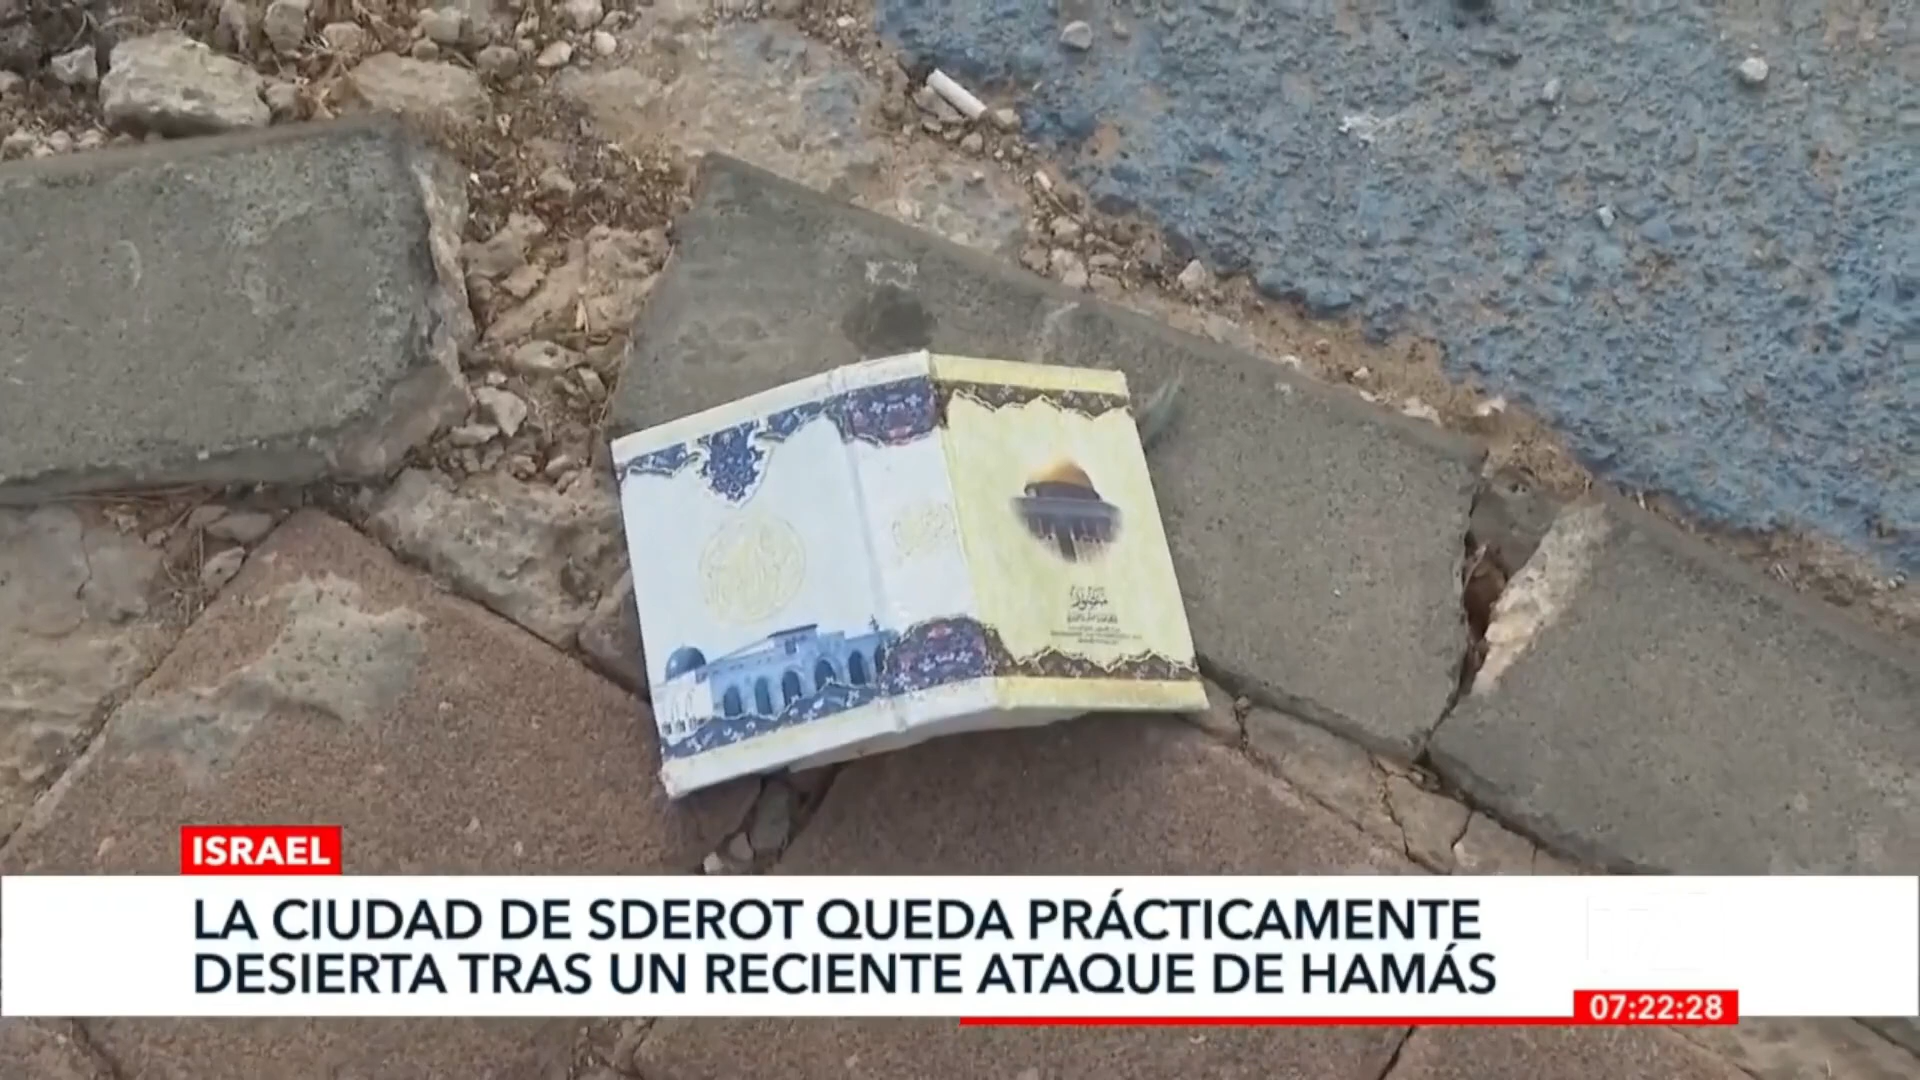 ISRAEL
LA CIUDAD DE SDEROT QUEDA PRÁCTICAMENTE
DESIERTA TRAS UN RECIENTE ATAQUE DE HAMÁS
07:22:28